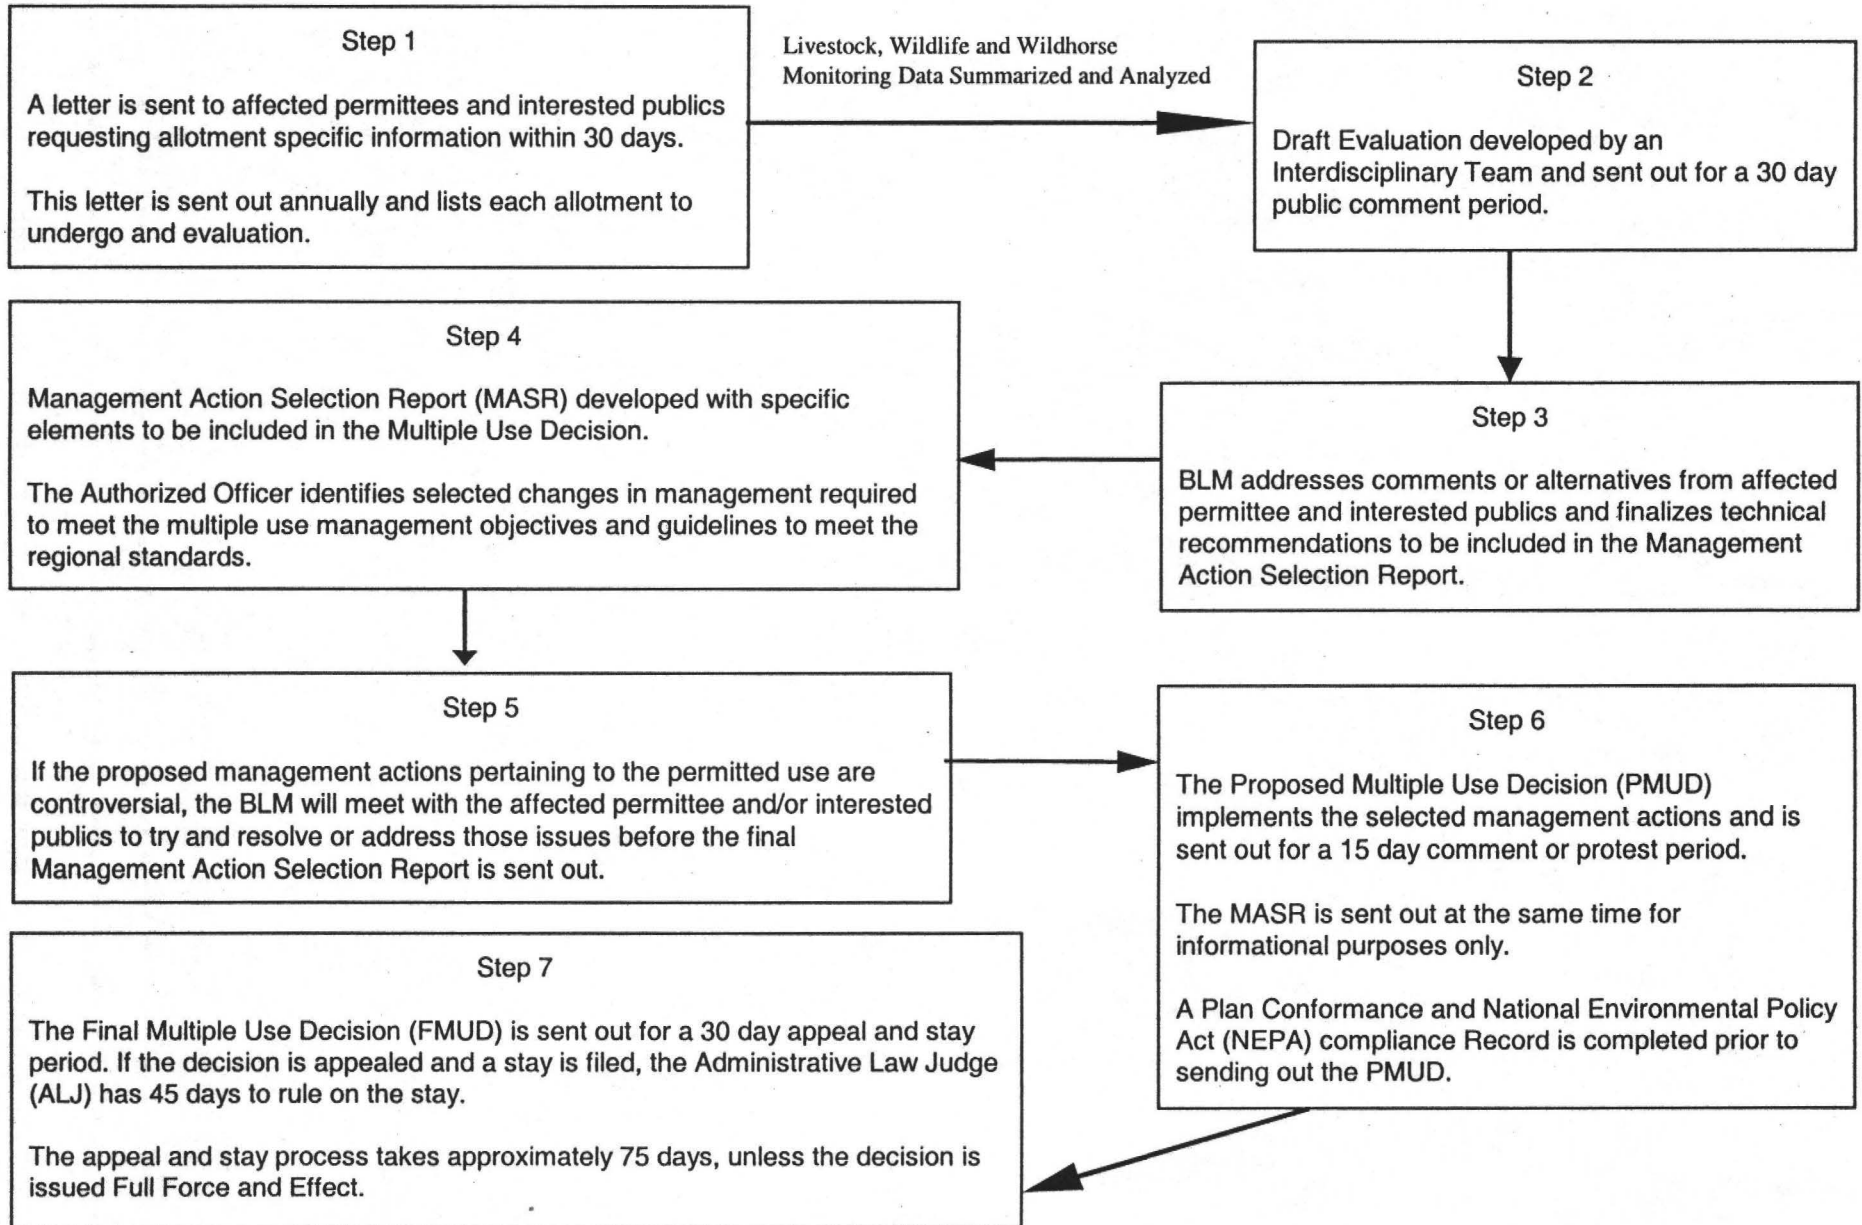 Step 1
A letter is sent to affected permittees and interested publics
requesting allotment specific information within 30 days.
This letter is sent out annually and lists each allotment to
undergo and evaluation.
Livestock, Wildlife and Wildhorse
Monitoring Data Summarized and Analyzed
Step 2
Draft Evaluation developed by an
Interdisciplinary Team and sent out for a 30 day
public comment period.
Step 3
BLM addresses comments or alternatives from affected
permittee and interested publics and finalizes technical
recommendations to be included in the Management
Action Selection Report.
Step 4
Management Action Selection Report (MASR) developed with specific
elements to be included in the Multiple Use Decision.
The Authorized Officer identifies selected changes in management required
to meet the multiple use management objectives and guidelines to meet the
regional standards.
Step 5
If the proposed management actions pertaining to the permitted use are
controversial, the BLM will meet with the affected permittee and/or interested
publics to try and resolve or address those issues before the final
Management Action Selection Report is sent out.
Step 6
The Proposed Multiple Use Decision (PMUD)
implements the selected management actions and is
sent out for a 15 day comment or protest period.
The MASR is sent out at the same time for
informational purposes only.
A Plan Conformance and National Environmental Policy
Act (NEPA) compliance Record is completed prior to
sending out the PMUD.
Step 7
The Final Multiple Use Decision (FMUD) is sent out for a 30 day appeal and stay
period. If the decision is appealed and a stay is filed, the Administrative Law Judge
(ALJ) has 45 days to rule on the stay.
The appeal and stay process takes approximately 75 days, unless the decision is
issued Full Force and Effect.